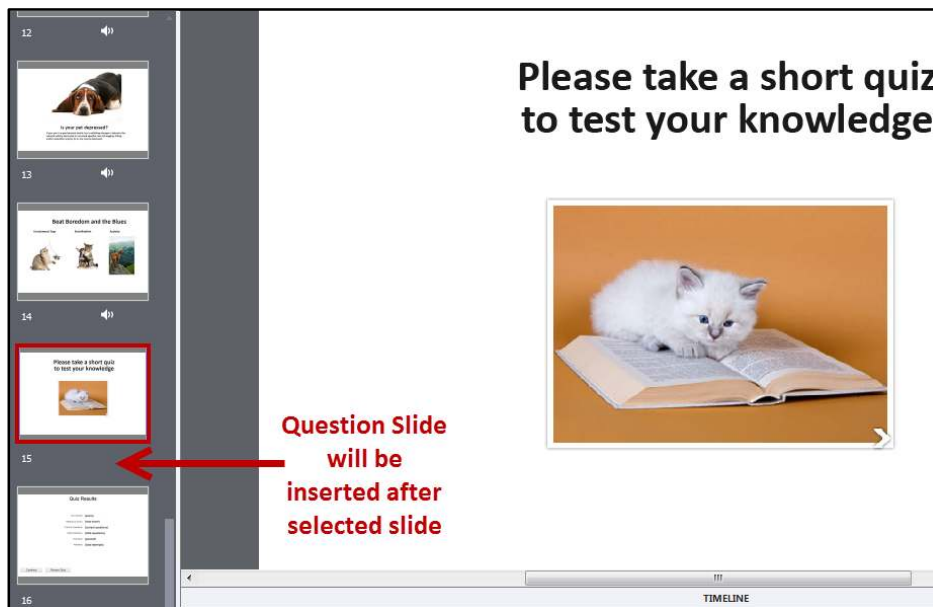 12
Is your pet depressed?
13
Beat Boredom and the Blues
14
Please take a short quiz
to test your knowledge
15
Quiz Results
16
Please take a short quiz
to test your knowledge
Question Slide
will be
inserted after
selected slide
TIMELINE